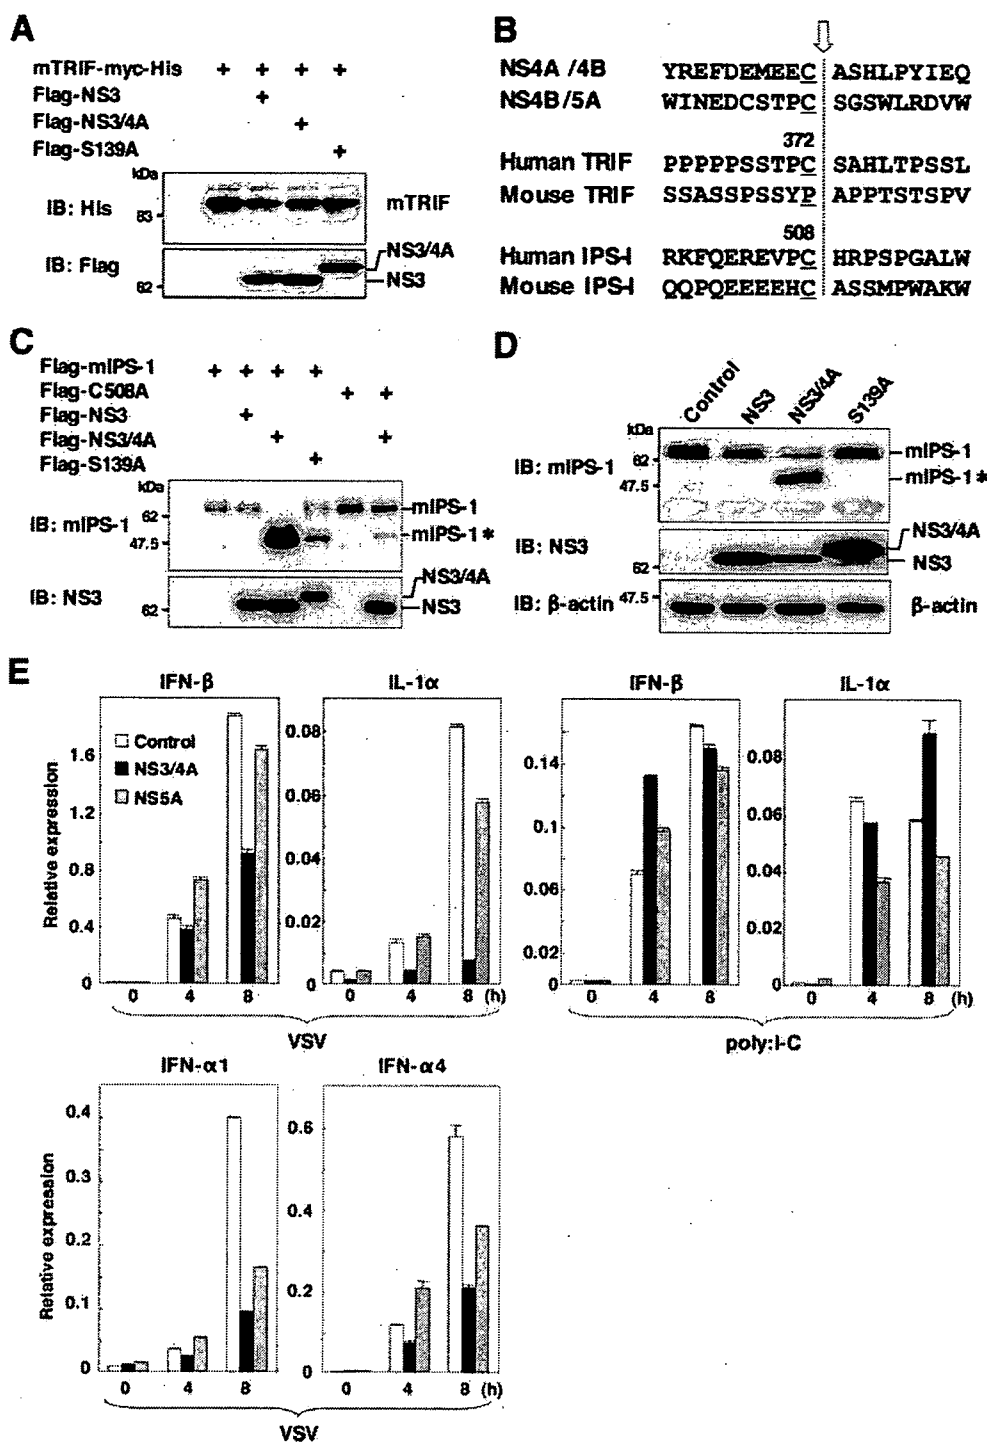 A
mTRIF-myc-His + + + +
Flag-NS3 +
Flag-NS3/4A +
Flag-S139A +
kDa
IB: His
83
mTRIF
IB: Flag
62
NS3/4A
NS3
B
NS4A /4B YREFDEMEEC ASHLPYIEQ
NS4B/5A WINEDCSTPC SGSWLRDVW
372
Human TRIF PPPPPSSTPC SAHLTPSSL
Mouse TRIF SSASSPSSYP APPTSTSPV
508
Human IPS-I RKFQEREVPC HRPSPGALW
Mouse IPS-I QQPQEEEEHC ASSMPWAKW
C
Flag-mIPS-1 + + + +
Flag-C508A + +
Flag-NS3 +
Flag-NS3/4A + +
Flag-S139A +
kDa
IB: mIPS-1
62
47.5
mIPS-1
mIPS-1 *
IB: NS3
62
NS3/4A
NS3
D
Control NS3 NS3/4A S139A
kDa
IB: mIPS-1
62
47.5
mIPS-1
mIPS-1 *
IB: NS3
62
NS3/4A
NS3
IB: β-actin
47.5
β-actin
E
IFN-β
Relative expression
1.6
1.2
0.8
0.4
0
Control
NS3/4A
NS5A
0 4 8
IL-1α
0.08
0.06
0.04
0.02
0
0 4 8 (h)
VSV
IFN-β
0.14
0.1
0.06
0.02
0
0 4 8
IL-1α
0.08
0.06
0.04
0.02
0
0 4 8 (h)
poly:I-C
IFN-α1
Relative expression
0.4
0.3
0.2
0.1
0
0 4 8
IFN-α4
0.6
0.4
0.2
0
0 4 8 (h)
VSV